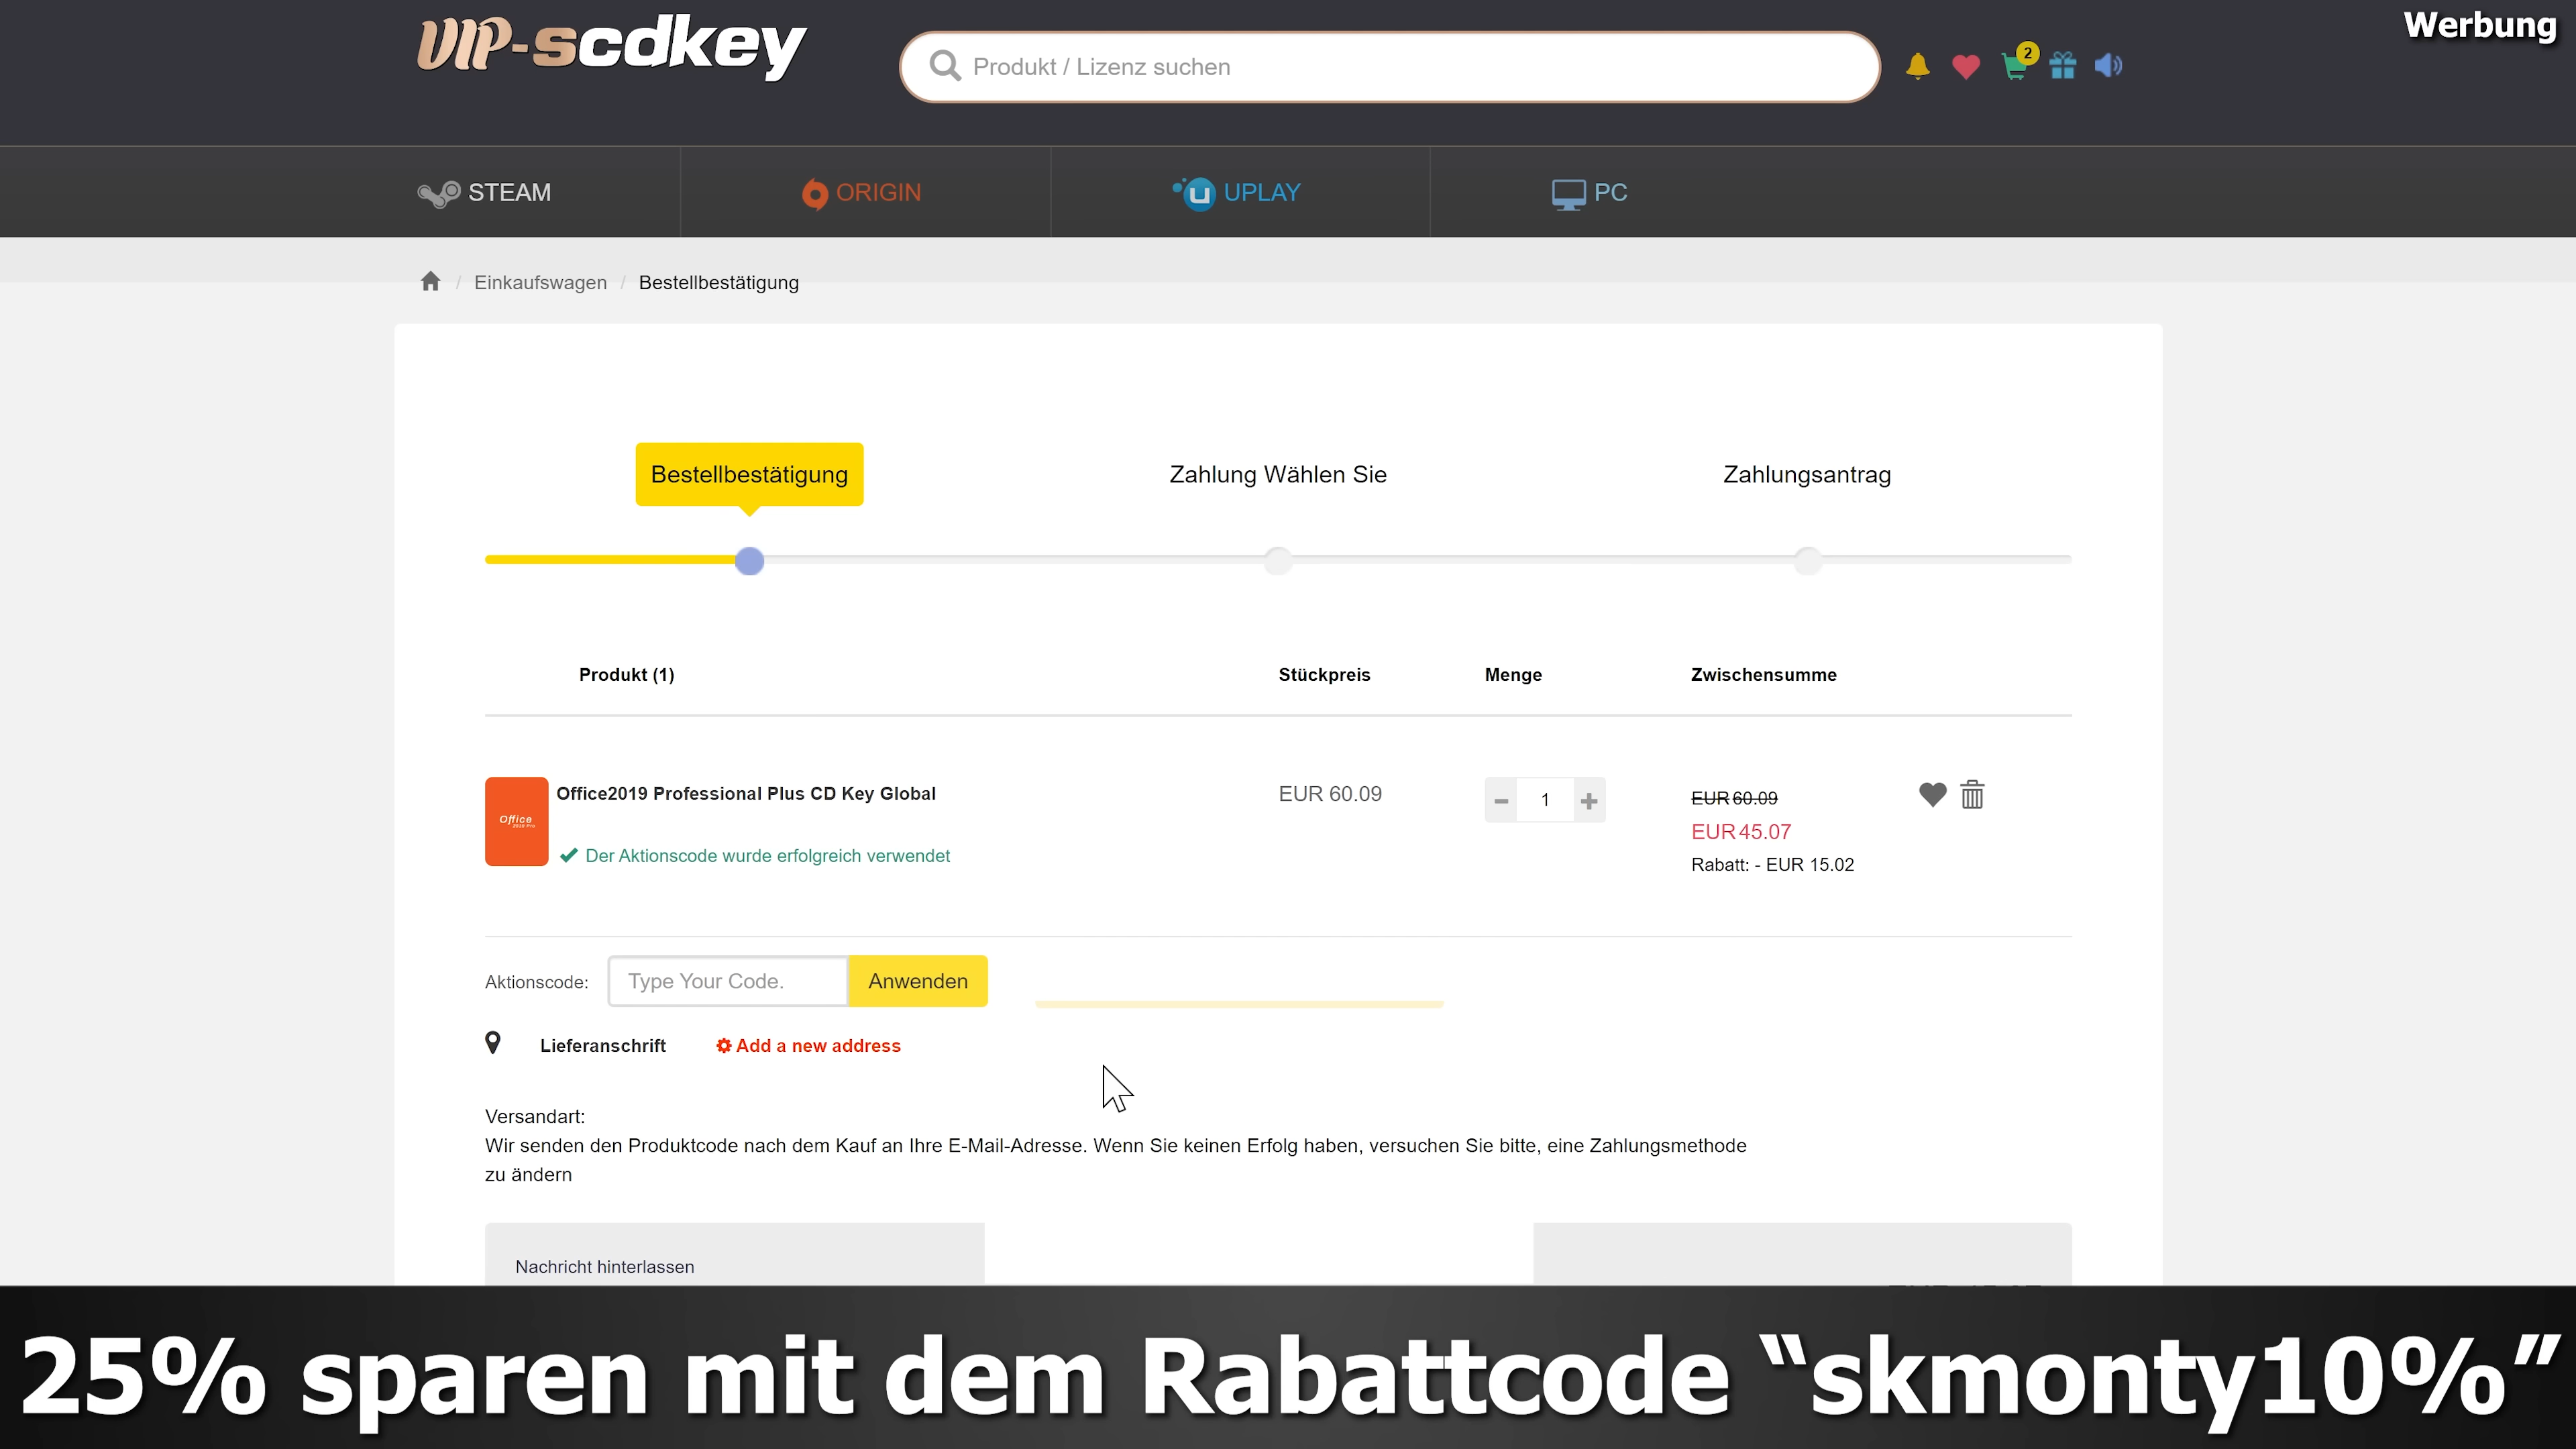 VIP-scdkey
Produkt / Lizenz suchen
2
Werbung
STEAM
ORIGIN
UPLAY
PC
/ Einkaufswagen / Bestellbestätigung
Bestellbestätigung
Zahlung Wählen Sie
Zahlungsantrag
Produkt (1)
Stückpreis
Menge
Zwischensumme
Office
Office2019 Professional Plus CD Key Global
EUR 60.09
1
EUR 60.09
EUR 45.07
Rabatt: - EUR 15.02
Der Aktionscode wurde erfolgreich verwendet
Aktionscode:
Type Your Code.
Anwenden
Lieferanschrift
Add a new address
Versandart:
Wir senden den Produktcode nach dem Kauf an Ihre E-Mail-Adresse. Wenn Sie keinen Erfolg haben, versuchen Sie bitte, eine Zahlungsmethode
zu ändern
Nachricht hinterlassen
25% sparen mit dem Rabattcode “skmonty10%”